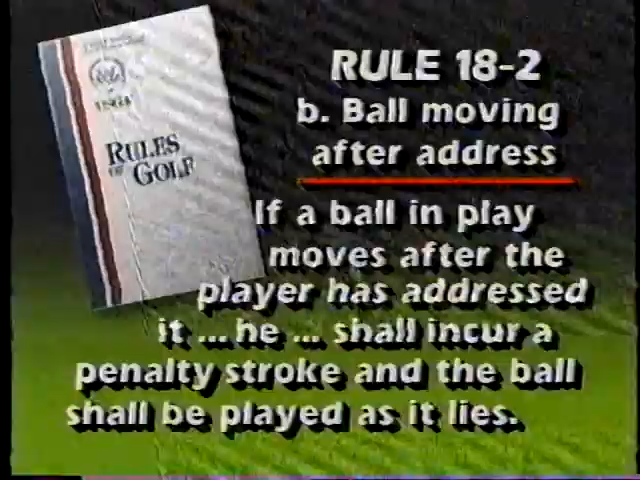 RULES
OF GOLF
RULE 18-2
b. Ball moving
after address
If a ball in play
moves after the
player has addressed
it ... he ... shall incur a
penalty stroke and the ball
shall be played as it lies.